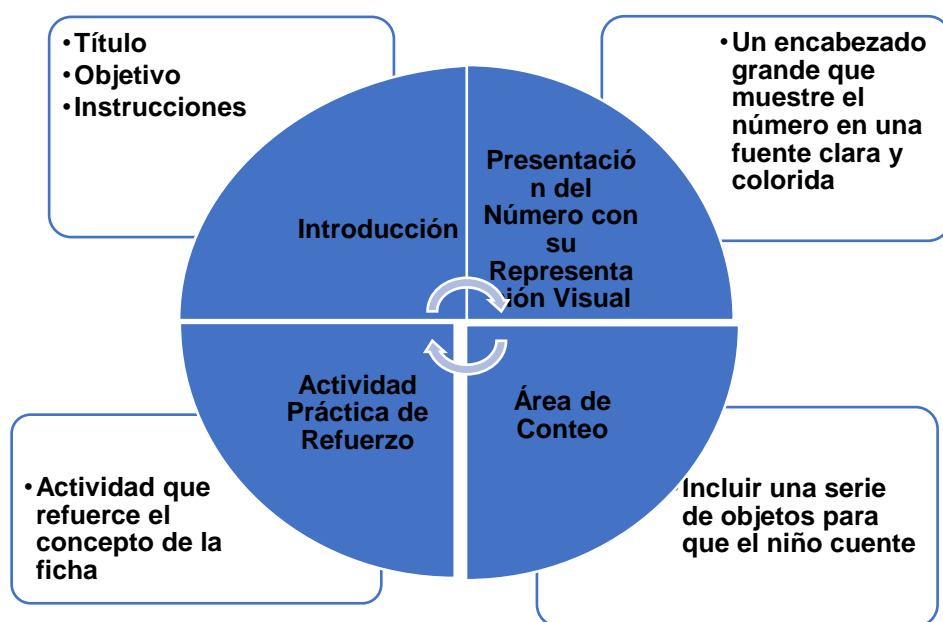 •Título
•Objetivo
•Instrucciones
•Un encabezado
grande que
muestre el
número en una
fuente clara y
colorida
Introducción
Presentació
n del
Número con
su
Representa
ción Visual
Actividad
Práctica de
Refuerzo
Área de
Conteo
•Actividad que
refuerce el
concepto de la
ficha
•Incluir una serie
de objetos para
que el niño cuente